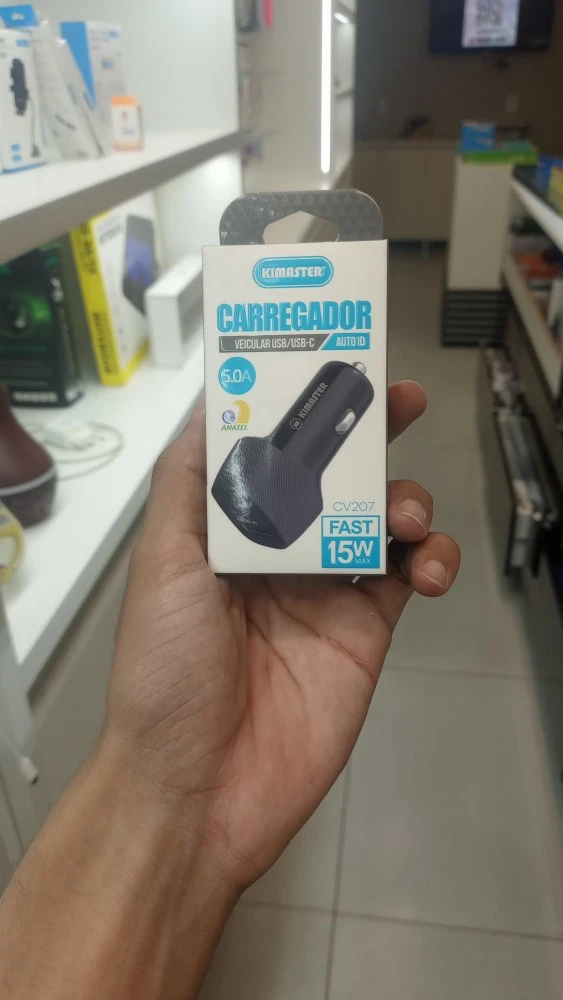 KIMASTER
CARREGADOR
VEICULAR USB/USB-C
AUTO ID
5.0A
ANATEL
KIMASTER
CV207
FAST
15W
MAX